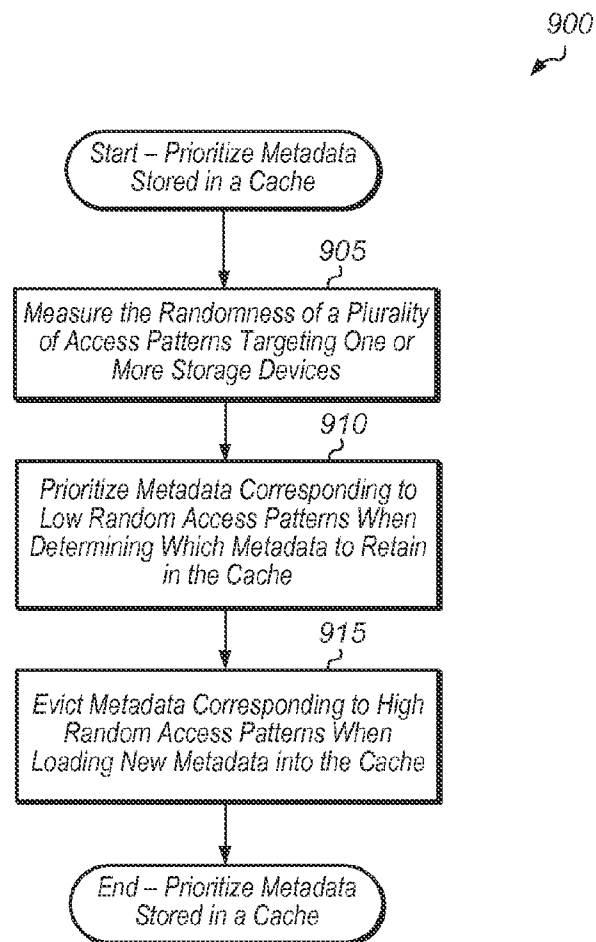 900
Start – Prioritize Metadata
Stored in a Cache
905
Measure the Randomness of a Plurality
of Access Patterns Targeting One or
More Storage Devices
910
Prioritize Metadata Corresponding to
Low Random Access Patterns When
Determining Which Metadata to Retain
in the Cache
915
Evict Metadata Corresponding to High
Random Access Patterns When
Loading New Metadata into the Cache
End – Prioritize Metadata
Stored in a Cache